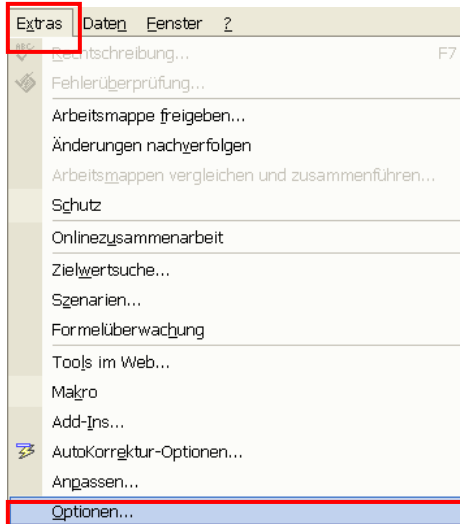 Extras Daten Fenster ?
Rechtschreibung... F7
Fehlerüberprüfung...
Arbeitsmappe freigeben...
Änderungen nachverfolgen
Arbeitsmappen vergleichen und zusammenführen...
Schutz
Onlinezusammenarbeit
Zielwertsuche...
Szenarien...
Formelüberwachung
Tools im Web...
Makro
Add-Ins...
AutoKorrektur-Optionen...
Anpassen...
Optionen...